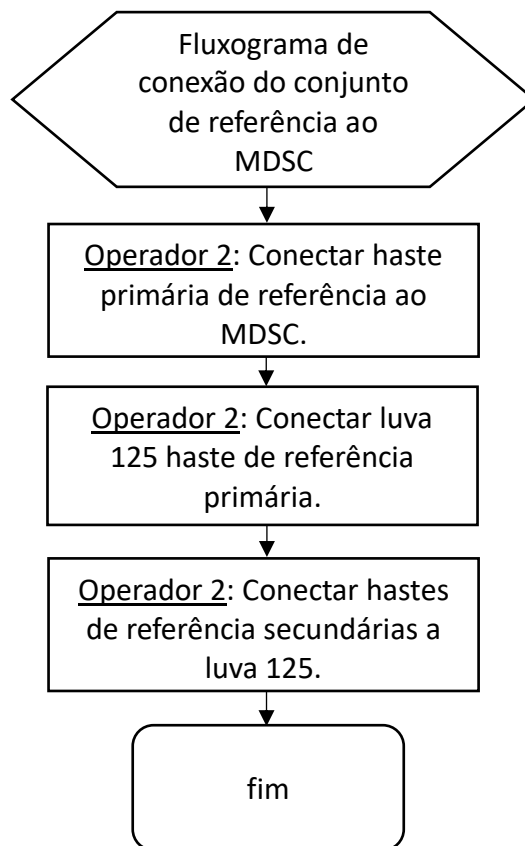 Fluxograma de
conexão do conjunto
de referência ao
MDSC
Operador 2: Conectar haste
primária de referência ao
MDSC.
Operador 2: Conectar luva
125 haste de referência
primária.
Operador 2: Conectar hastes
de referência secundárias a
luva 125.
fim